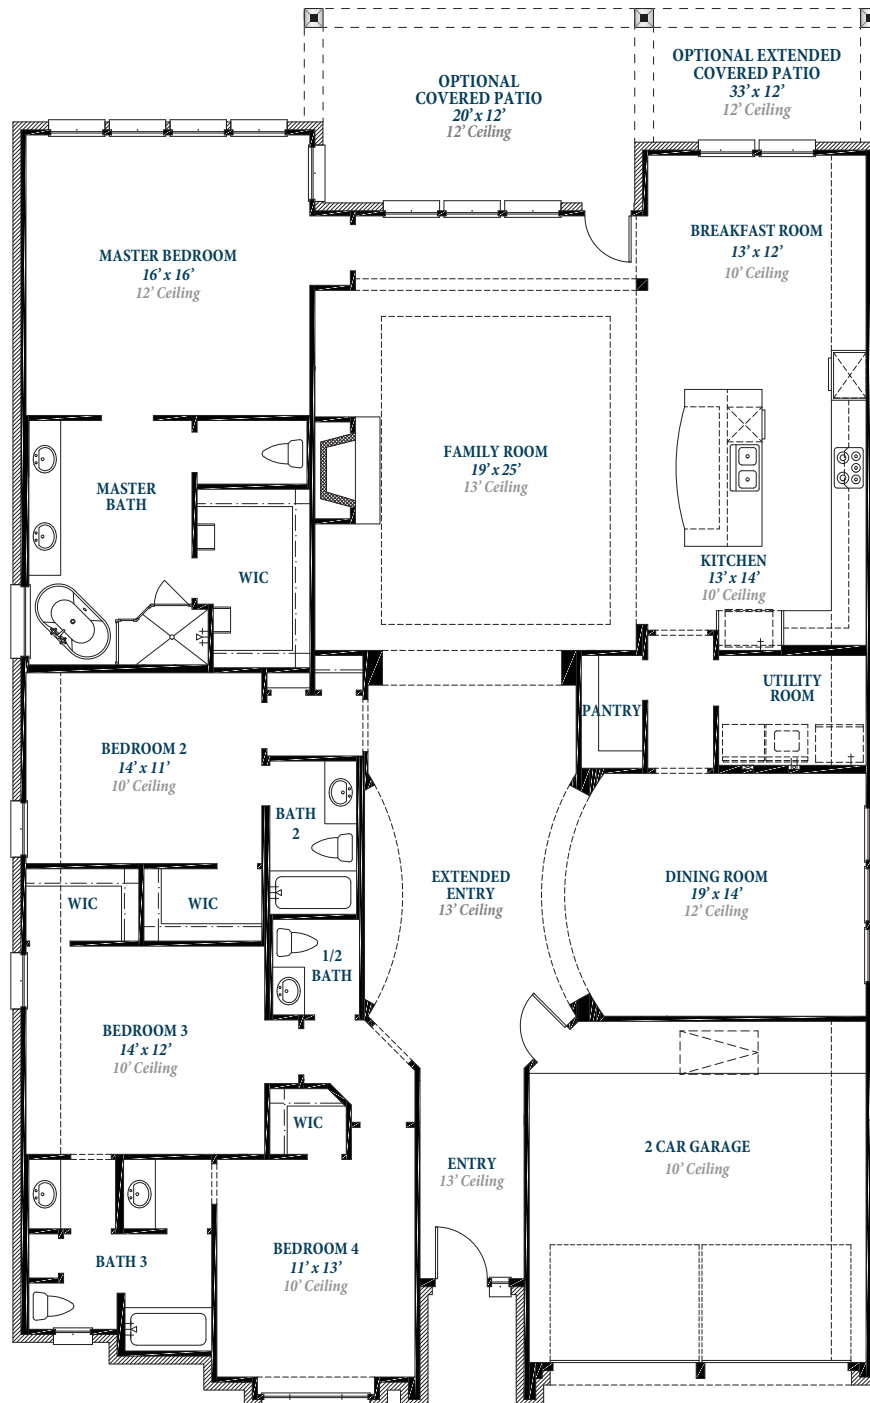 OPTIONAL
COVERED PATIO
20' x 12'
12' Ceiling
OPTIONAL EXTENDED
COVERED PATIO
33' x 12'
12' Ceiling
MASTER BEDROOM
16' x 16'
12' Ceiling
BREAKFAST ROOM
13' x 12'
10' Ceiling
FAMILY ROOM
19' x 25'
13' Ceiling
MASTER
BATH
WIC
KITCHEN
13' x 14'
10' Ceiling
UTILITY
ROOM
PANTRY
BEDROOM 2
14' x 11'
10' Ceiling
BATH
2
EXTENDED
ENTRY
13' Ceiling
DINING ROOM
19' x 14'
12' Ceiling
WIC
WIC
1/2
BATH
BEDROOM 3
14' x 12'
10' Ceiling
WIC
ENTRY
13' Ceiling
2 CAR GARAGE
10' Ceiling
BATH 3
BEDROOM 4
11' x 13'
10' Ceiling